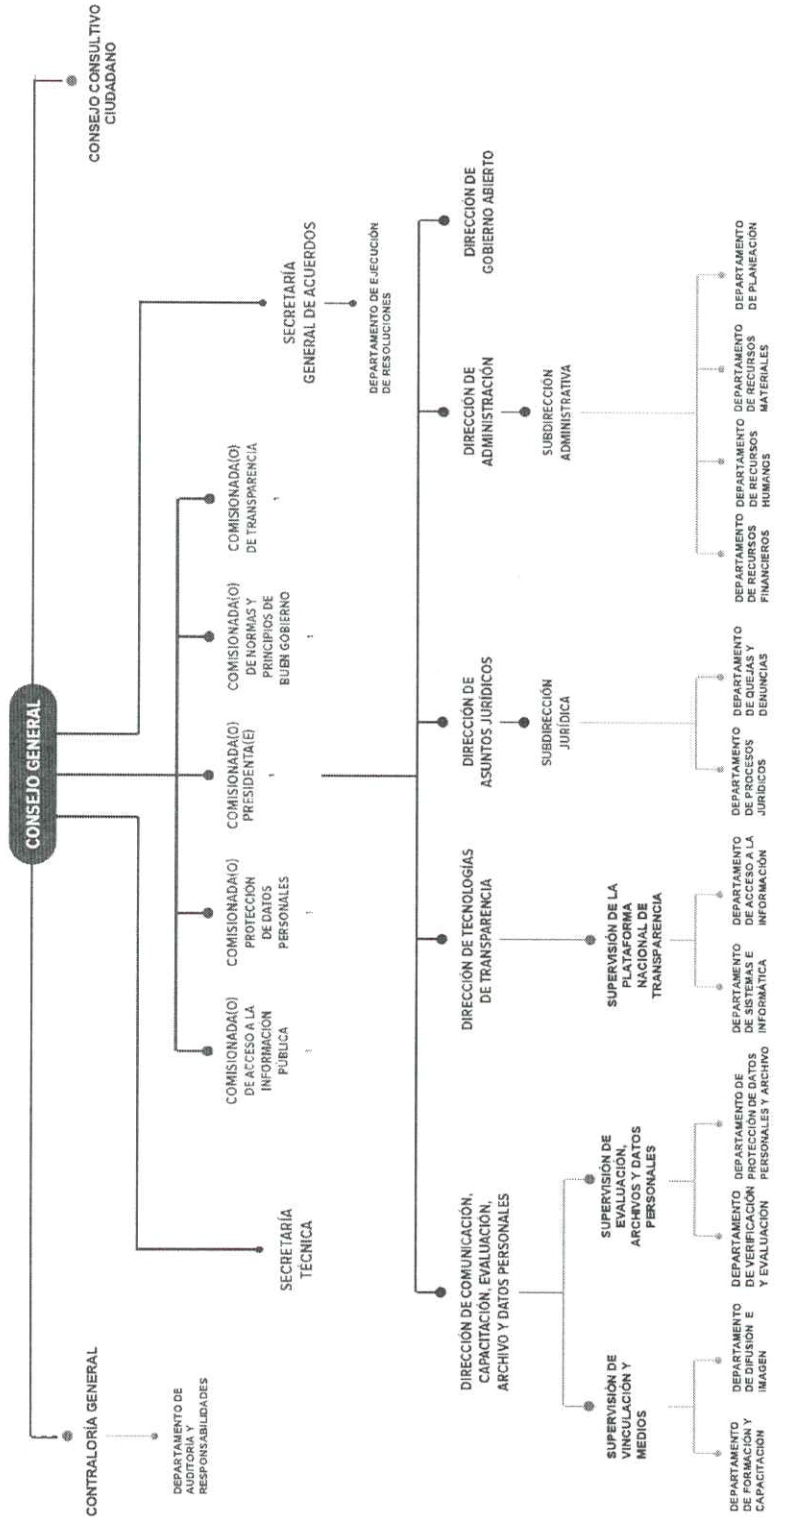 CONSEJO GENERAL
CONTRALORÍA GENERAL
DEPARTAMENTO DE
AUDITORÍA Y
RESPONSABILIDADES
CONSEJO CONSULTIVO
CIUDADANO
SECRETARÍA
TÉCNICA
COMISIONADA(O)
DE ACCESO A LA
INFORMACIÓN
PÚBLICA
COMISIONADA(O)
PROTECCIÓN
DE DATOS
PERSONALES
COMISIONADA(O)
PRESIDENTA(E)
COMISIONADA(O)
DE NORMAS Y
PRINCIPIOS DE
BUEN GOBIERNO
COMISIONADA(O)
DE TRANSPARENCIA
SECRETARÍA
GENERAL DE ACUERDOS
DEPARTAMENTO DE EJECUCIÓN
DE RESOLUCIONES
DIRECCIÓN DE COMUNICACIÓN,
CAPACITACIÓN, EVALUACIÓN,
ARCHIVO Y DATOS PERSONALES
DIRECCIÓN DE TECNOLOGÍAS
DE TRANSPARENCIA
DIRECCIÓN DE
ASUNTOS JURÍDICOS
DIRECCIÓN DE
ADMINISTRACIÓN
DIRECCIÓN DE
GOBIERNO ABIERTO
SUBDIRECCIÓN
JURÍDICA
SUBDIRECCIÓN
ADMINISTRATIVA
SUPERVISIÓN DE
VINCULACIÓN Y
MEDIOS
SUPERVISIÓN DE
EVALUACIÓN,
ARCHIVOS Y DATOS
PERSONALES
SUPERVISIÓN DE LA
PLATAFORMA
NACIONAL DE
TRANSPARENCIA
DEPARTAMENTO
DE FORMACIÓN Y
CAPACITACIÓN
DEPARTAMENTO
DE DIFUSIÓN E
IMAGEN
DEPARTAMENTO
DE VERIFICACIÓN
Y EVALUACIÓN
DEPARTAMENTO DE
PROTECCIÓN DE DATOS
PERSONALES Y ARCHIVO
DEPARTAMENTO
DE SISTEMAS E
INFORMÁTICA
DEPARTAMENTO
DE ACCESO A LA
INFORMACIÓN
DEPARTAMENTO
DE PROCESOS
JURÍDICOS
DEPARTAMENTO
DE QUEJAS Y
DENUNCIAS
DEPARTAMENTO
DE RECURSOS
FINANCIEROS
DEPARTAMENTO
DE RECURSOS
HUMANOS
DEPARTAMENTO
DE RECURSOS
MATERIALES
DEPARTAMENTO
DE PLANEACIÓN